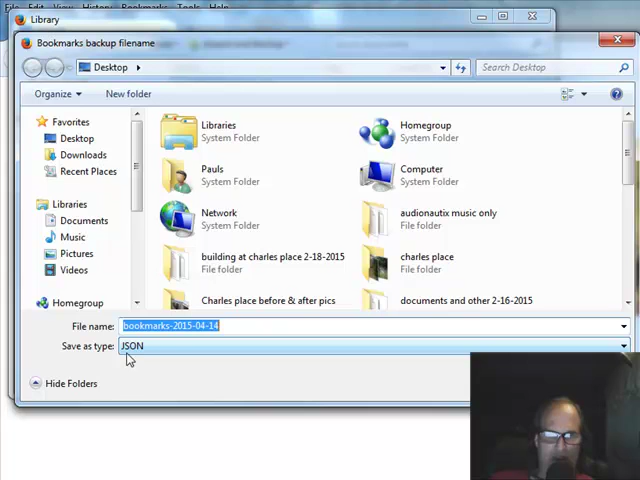 File Edit View History Bookmarks Tools Help
Library
Bookmarks backup filename
Desktop
Search Desktop
Organize
New folder
Favorites
Desktop
Downloads
Recent Places
Libraries
Documents
Music
Pictures
Videos
Homegroup
Libraries
System Folder
Homegroup
System Folder
Pauls
System Folder
Computer
System Folder
Network
System Folder
audionautix music only
File folder
building at charles place 2-18-2015
File folder
charles place
File folder
Charles place before & after pics
documents and other 2-16-2015
File name:
bookmarks-2015-04-14
Save as type:
JSON
Hide Folders